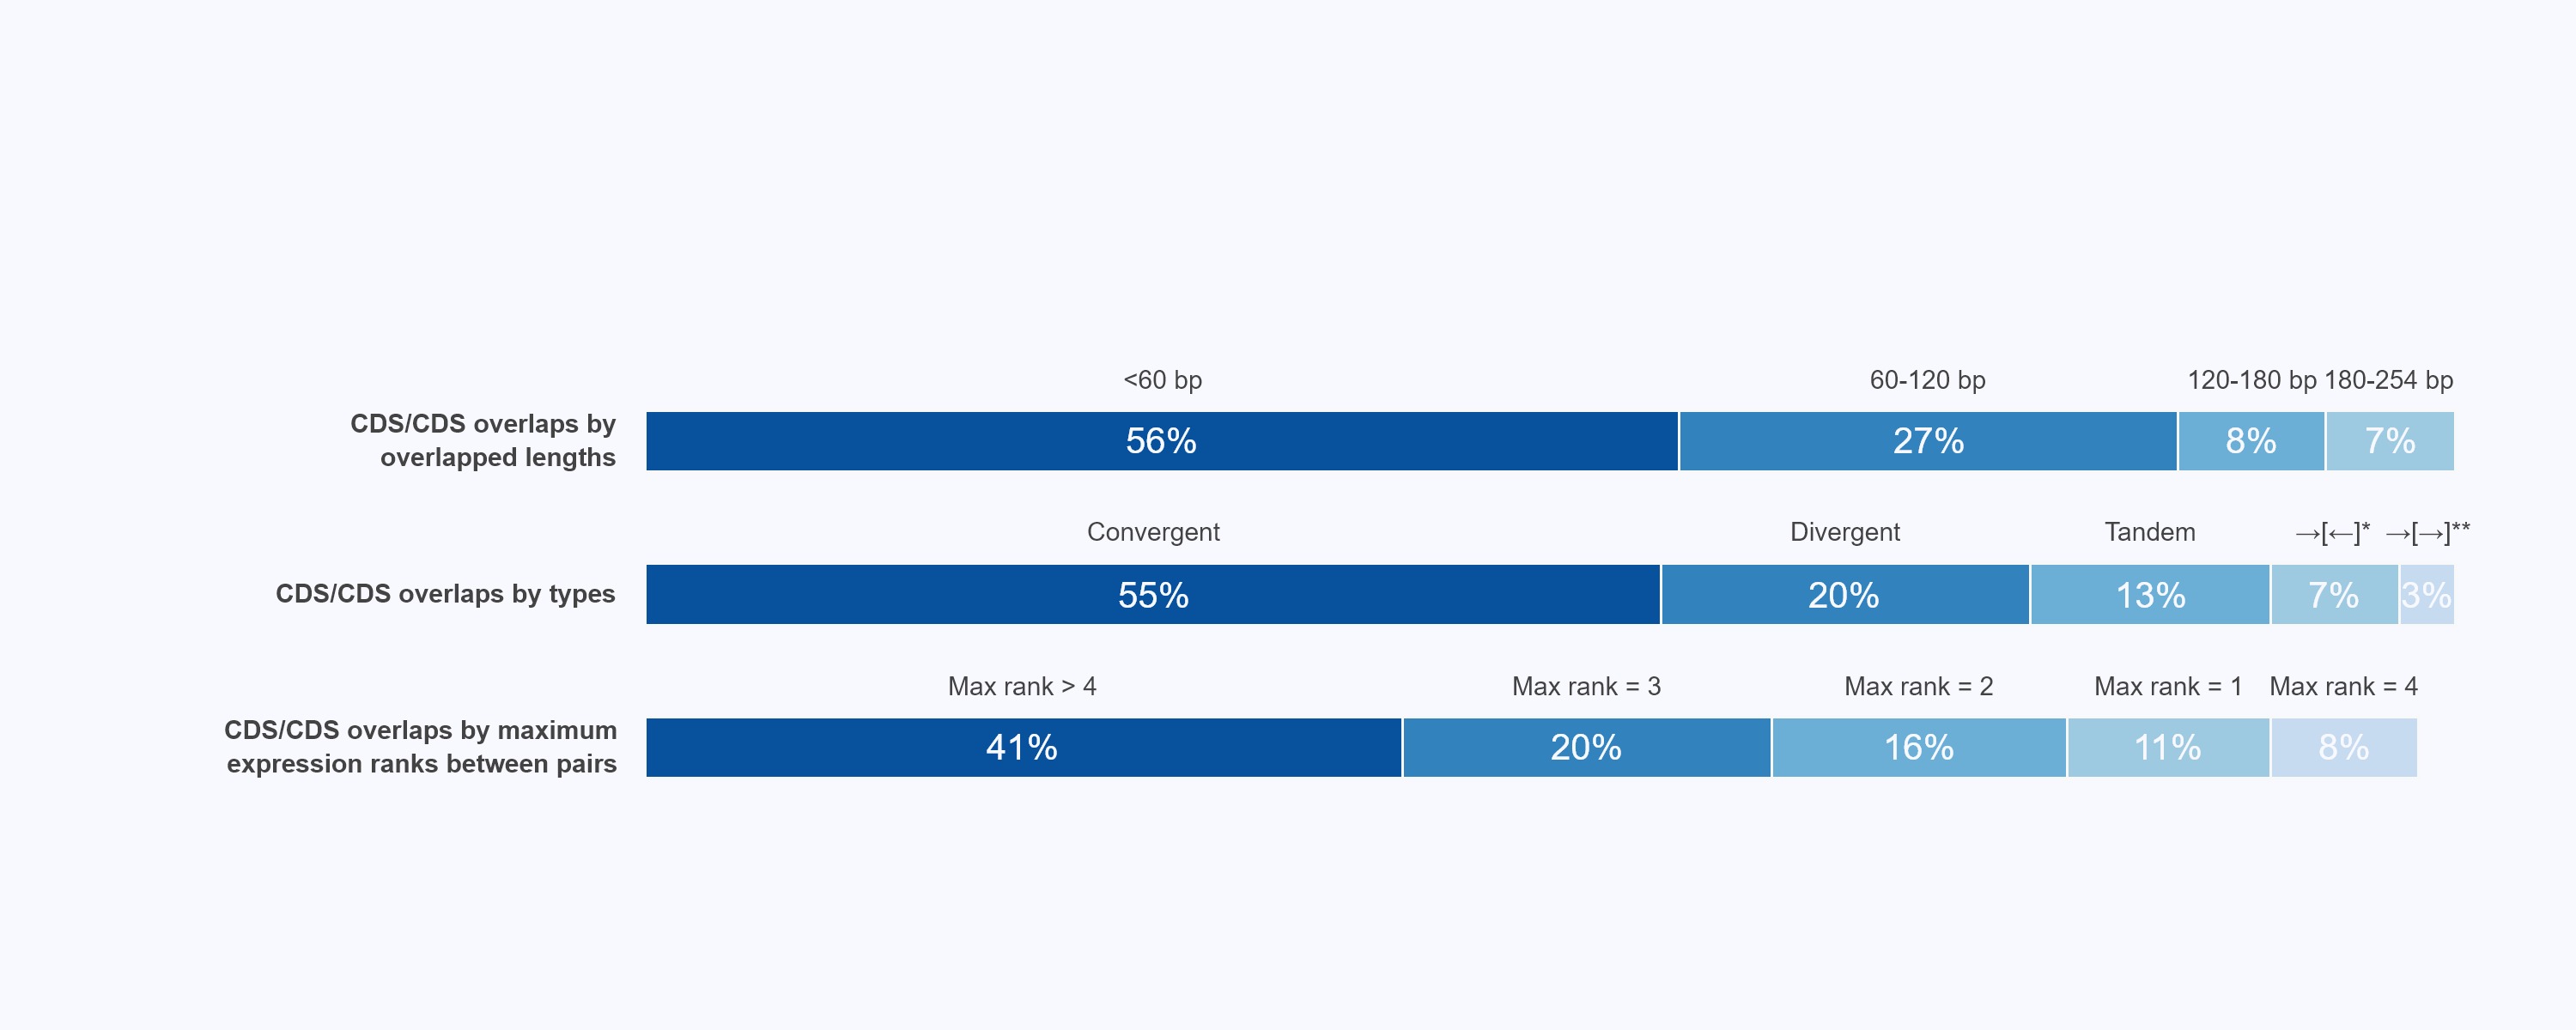 <60 bp
60-120 bp
120-180 bp
180-254 bp
CDS/CDS overlaps by
overlapped lengths
56%
27%
8%
7%
Convergent
Divergent
Tandem
→[←]*
→[→]**
CDS/CDS overlaps by types
55%
20%
13%
7%
3%
Max rank > 4
Max rank = 3
Max rank = 2
Max rank = 1
Max rank = 4
CDS/CDS overlaps by maximum
expression ranks between pairs
41%
20%
16%
11%
8%